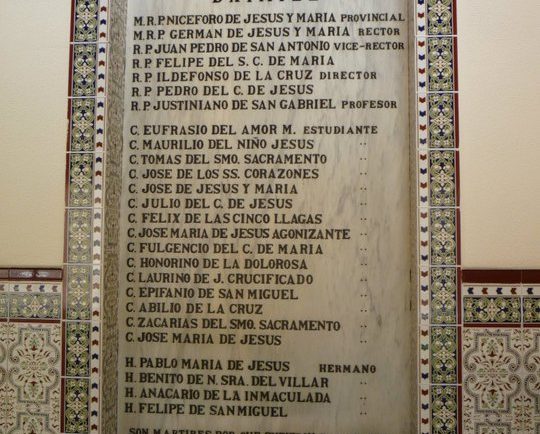 M.R.P. NICEFORO DE JESUS Y MARIA PROVINCIAL
M.R.P. GERMAN DE JESUS Y MARIA RECTOR
R.P. JUAN PEDRO DE SAN ANTONIO VICE-RECTOR
R.P. FELIPE DEL S. C. DE MARIA
R.P. ILDEFONSO DE LA CRUZ DIRECTOR
R.P. PEDRO DEL C. DE JESUS
R.P. JUSTINIANO DE SAN GABRIEL PROFESOR
C. EUFRASIO DEL AMOR M. ESTUDIANTE
C. MAURILIO DEL NIÑO JESUS ,,
C. TOMAS DEL SMO. SACRAMENTO ,,
C. JOSE DE LOS SS. CORAZONES ,,
C. JOSE DE JESUS Y MARIA ,,
C. JULIO DEL C. DE JESUS ,,
C. FELIX DE LAS CINCO LLAGAS ,,
C. JOSE MARIA DE JESUS AGONIZANTE ,,
C. FULGENCIO DEL C. DE MARIA ,,
C. HONORINO DE LA DOLOROSA ,,
C. LAURINO DE J. CRUCIFICADO ,,
C. EPIFANIO DE SAN MIGUEL ,,
C. ABILIO DE LA CRUZ ,,
C. ZACARIAS DEL SMO. SACRAMENTO ,,
C. JOSE MARIA DE JESUS ,,
H. PABLO MARIA DE JESUS HERMANO
H. BENITO DE N. SRA. DEL VILLAR ,,
H. ANACARIO DE LA INMACULADA ,,
H. FELIPE DE SAN MIGUEL ,,
SON MARTIRES POR QUE